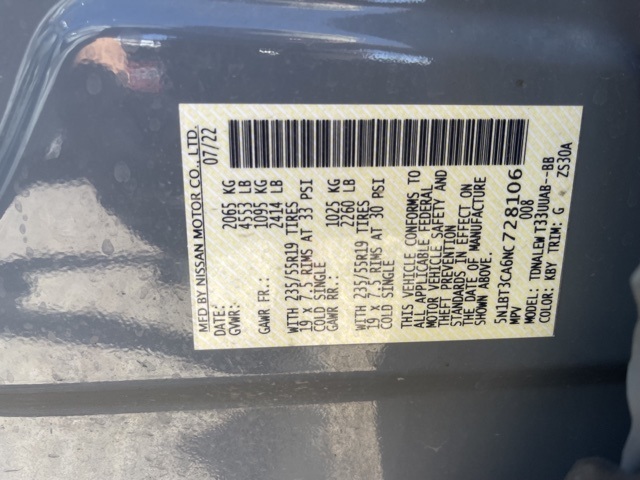 MFD BY NISSAN MOTOR CO., LTD.
DATE: 07/22
GVWR: 2065 KG
4553 LB
GAWR FR.: 1095 KG
2414 LB
WITH 235/55R19 TIRES
19 X 7.5 RIMS AT 33 PSI
COLD SINGLE
GAWR RR.: 1025 KG
2260 LB
WITH 235/55R19 TIRES
19 X 7.5 RIMS AT 30 PSI
COLD SINGLE
THIS VEHICLE CONFORMS TO
ALL APPLICABLE FEDERAL
MOTOR VEHICLE SAFETY AND
THEFT PREVENTION
STANDARDS IN EFFECT ON
THE DATE OF MANUFACTURE
SHOWN ABOVE.
5N1BT3CA6NC728106
MPV 008
MODEL: TDNALEW T33UUAB--BB
COLOR: KBY TRIM: G ZS30A